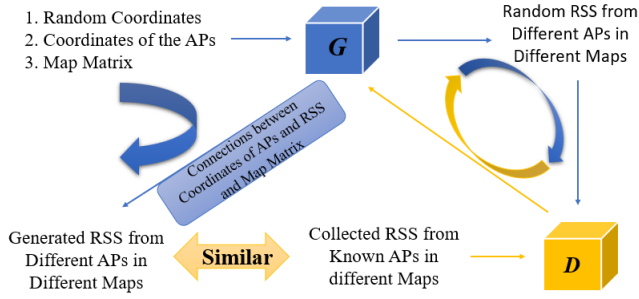 1. Random Coordinates
2. Coordinates of the APs
3. Map Matrix
G
Random RSS from
Different APs in
Different Maps
Connections between
Coordinates of APs and RSS
and Map Matrix
Generated RSS from
Different APs in
Different Maps
Similar
Collected RSS from
Known APs in
different Maps
D